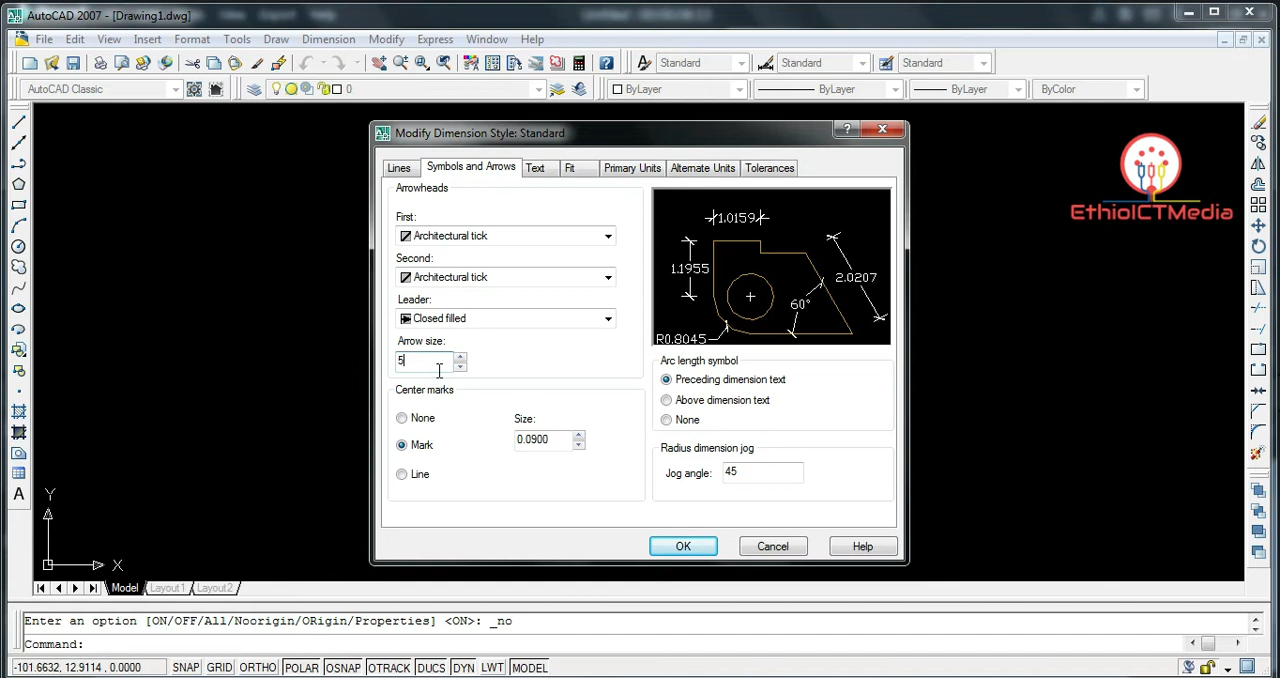 AutoCAD 2007 - [Drawing1.dwg]
File Edit View Insert Format Tools Draw Dimension Modify Express Window Help
Standard Standard Standard
AutoCAD Classic 0 ByLayer ByLayer ByLayer ByColor
Modify Dimension Style: Standard
Lines Symbols and Arrows Text Fit Primary Units Alternate Units Tolerances
Arrowheads
First:
Architectural tick
Second:
Architectural tick
Leader:
Closed filled
Arrow size:
5
Center marks
None
Mark
Line
Size:
0.0900
1.0159
1.1955
2.0207
60°
R0.8045
Arc length symbol
Preceding dimension text
Above dimension text
None
Radius dimension jog
Jog angle: 45
OK Cancel Help
EthioICTMedia
Y
X
A
Model Layout1 Layout2
Enter an option [ON/OFF/All/Noorigin/ORigin/Properties] <ON>: _no
Command:
-101.6632, 12.9114, 0.0000 SNAP GRID ORTHO POLAR OSNAP OTRACK DUCS DYN LWT MODEL